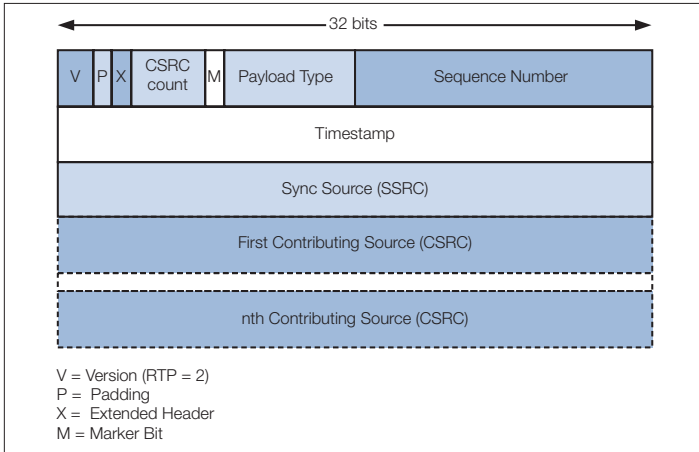 32 bits
V P X CSRC count M Payload Type Sequence Number
Timestamp
Sync Source (SSRC)
First Contributing Source (CSRC)
nth Contributing Source (CSRC)
V = Version (RTP = 2)
P = Padding
X = Extended Header
M = Marker Bit